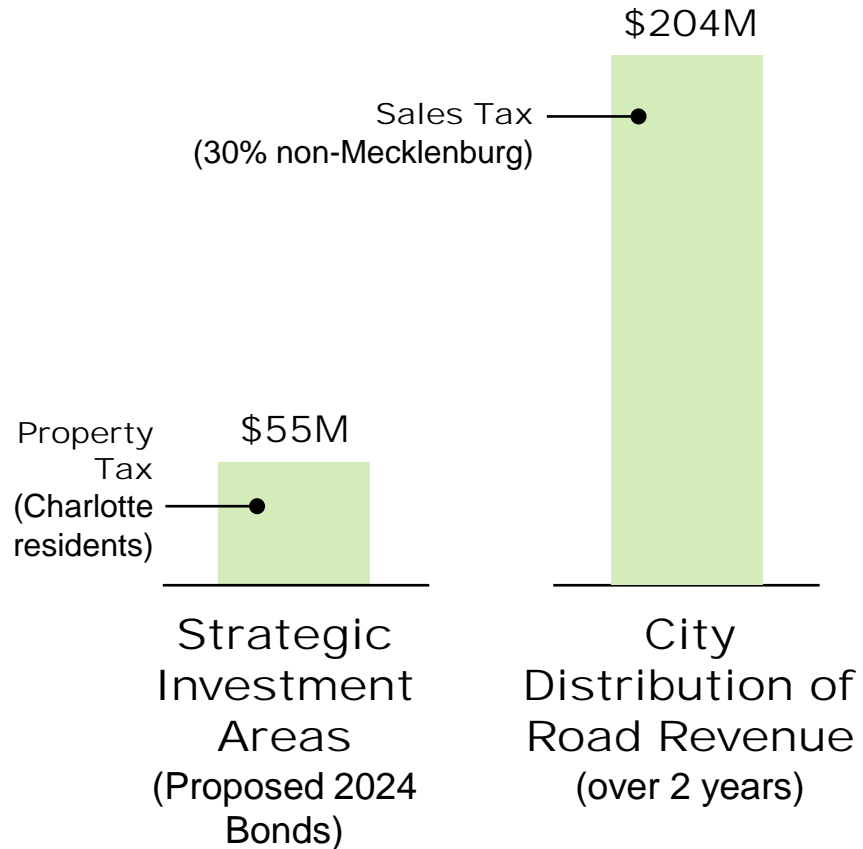 $204M
Sales Tax
(30% non-Mecklenburg)
Property
Tax
(Charlotte
residents)
$55M
Strategic
Investment
Areas
(Proposed 2024
Bonds)
City
Distribution of
Road Revenue
(over 2 years)